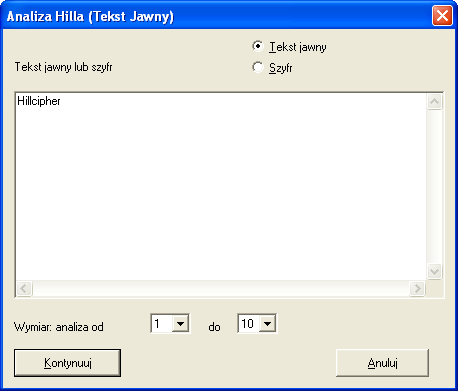 Analiza Hilla (Tekst Jawny)
Tekst jawny
Tekst jawny lub szyfr
Szyfr
Hillcipher
Wymiar: analiza od 1 do 10
Kontynuuj Anuluj